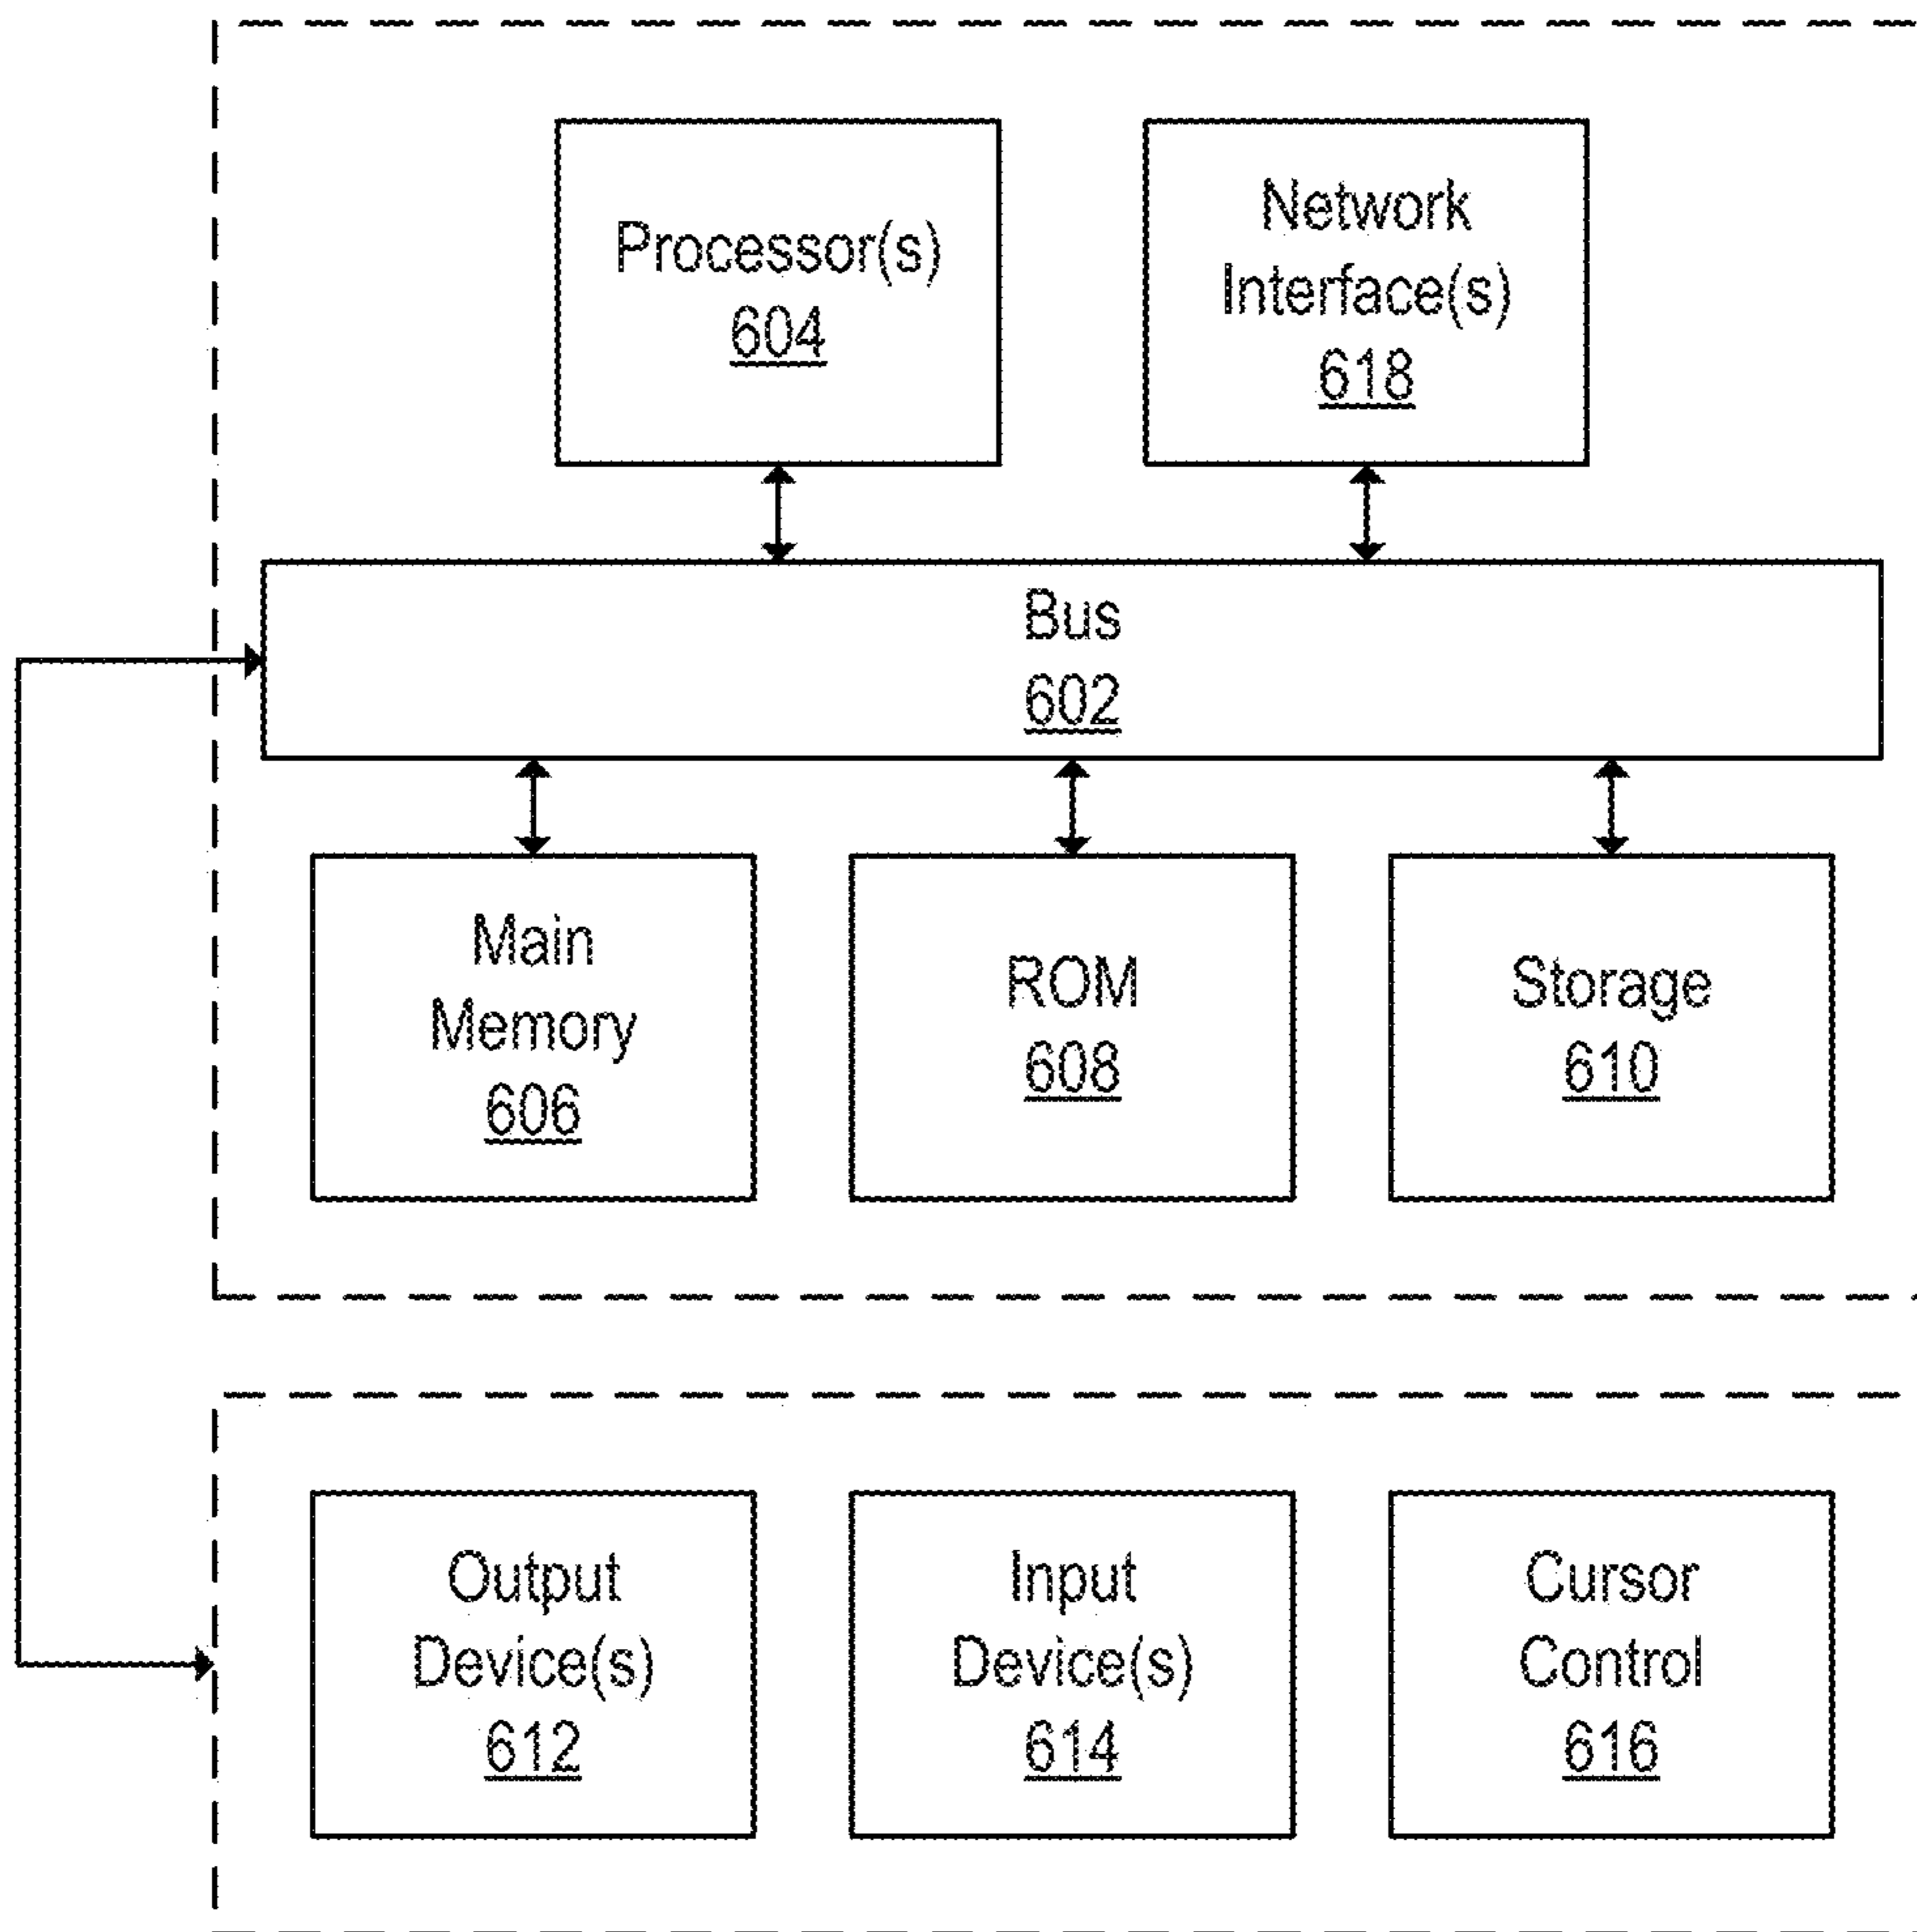 Processor(s)
604
Network
Interface(s)
618
Bus
602
Main
Memory
606
ROM
608
Storage
610
Output
Device(s)
612
Input
Device(s)
614
Cursor
Control
616